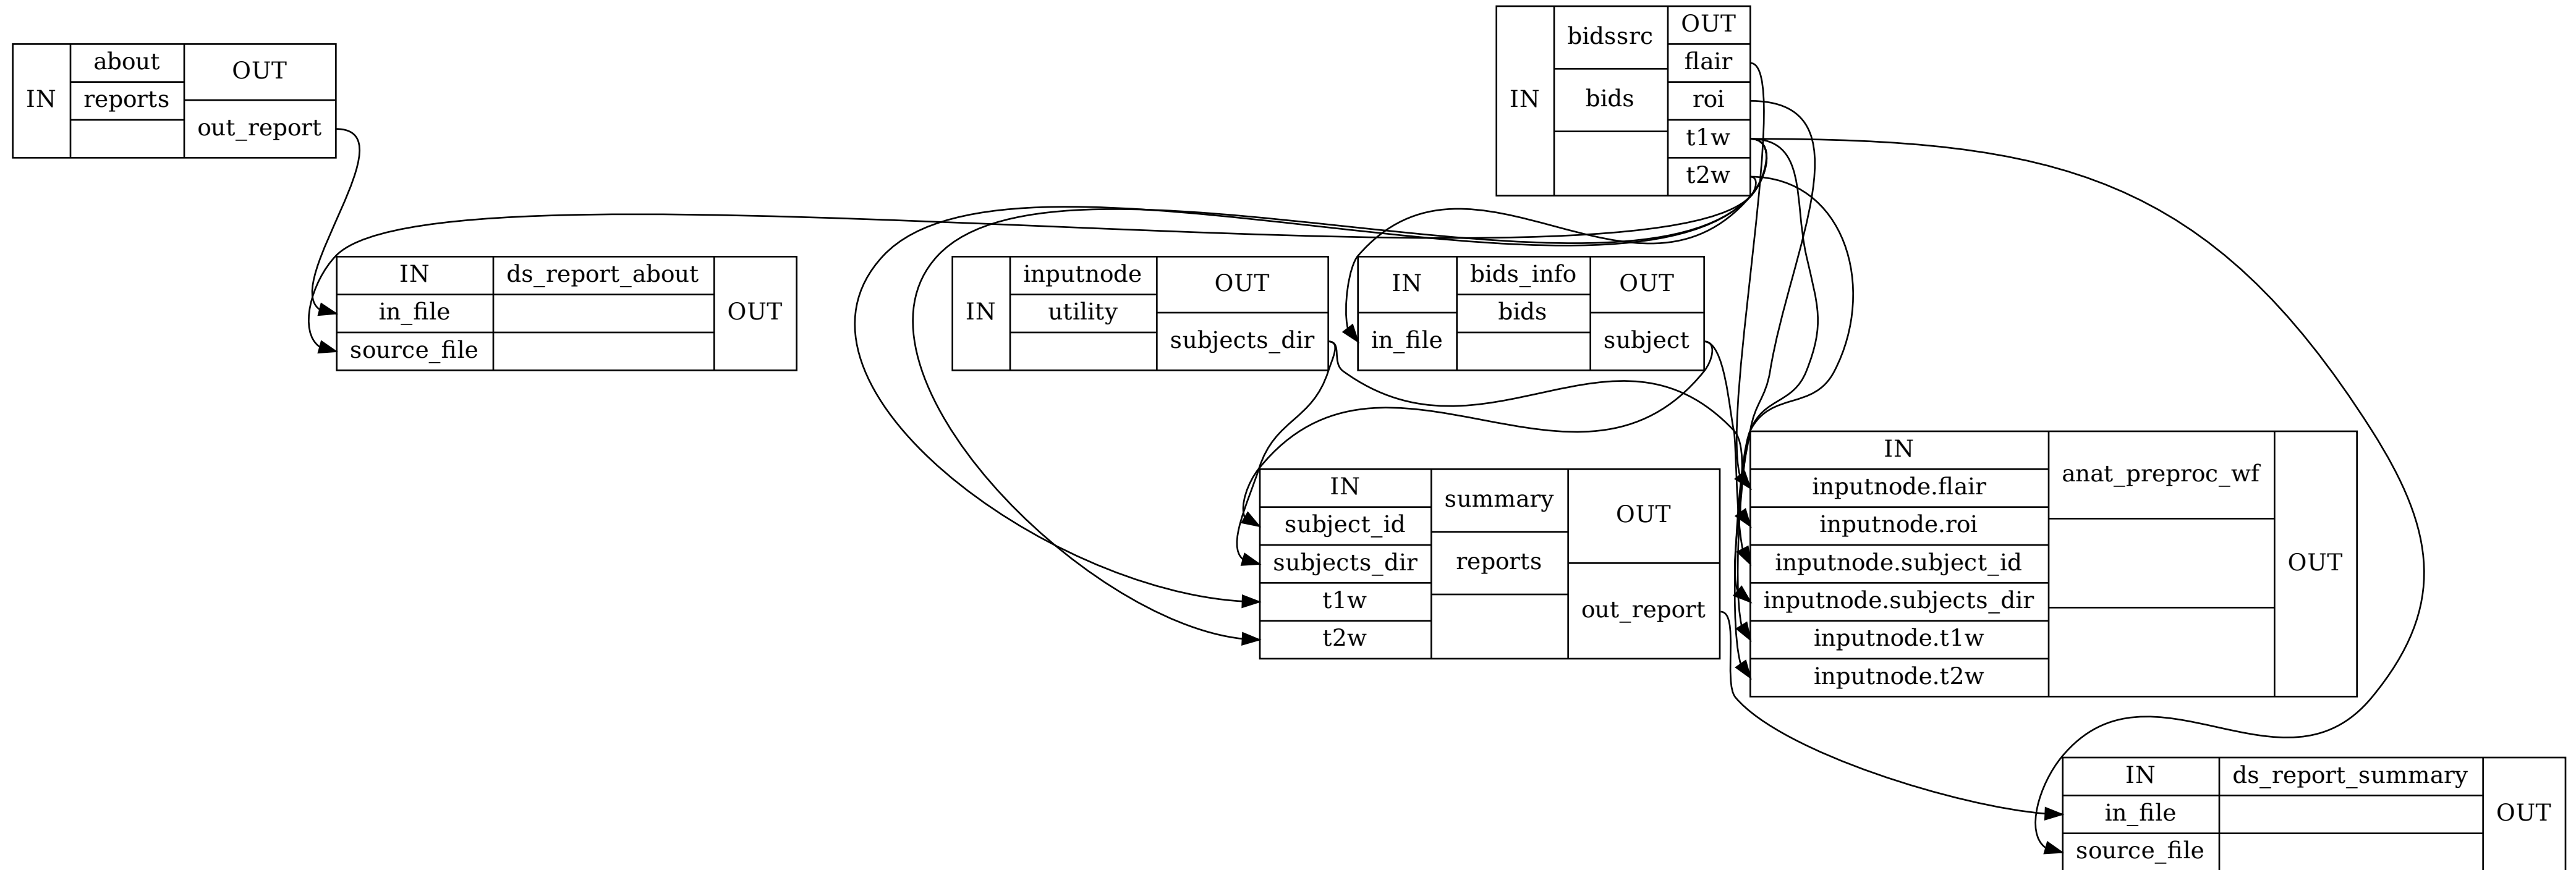 IN
about
reports
OUT
out_report
IN
bidssrc
bids
OUT
flair
roi
t1w
t2w
IN
in_file
source_file
ds_report_about
OUT
IN
inputnode
utility
OUT
subjects_dir
IN
in_file
bids_info
bids
OUT
subject
IN
subject_id
subjects_dir
t1w
t2w
summary
reports
OUT
out_report
IN
inputnode.flair
inputnode.roi
inputnode.subject_id
inputnode.subjects_dir
inputnode.t1w
inputnode.t2w
anat_preproc_wf
OUT
IN
in_file
source_file
ds_report_summary
OUT